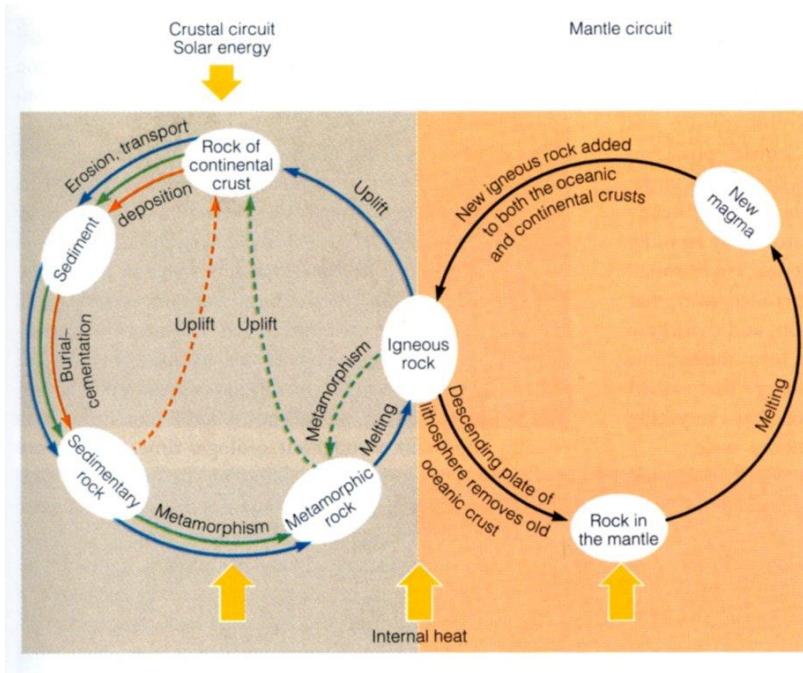 Crustal circuit
Solar energy
Mantle circuit
Erosion, transport
deposition
Rock of
continental
crust
Sediment
Burial–
cementation
Uplift
Uplift
Uplift
Sedimentary
rock
Metamorphism
Metamorphic
rock
Metamorphism
Melting
Igneous
rock
New igneous rock added
to both the oceanic
and continental crusts
New
magma
Melting
Descending plate of
lithosphere removes old
oceanic crust
Rock in
the mantle
Internal heat